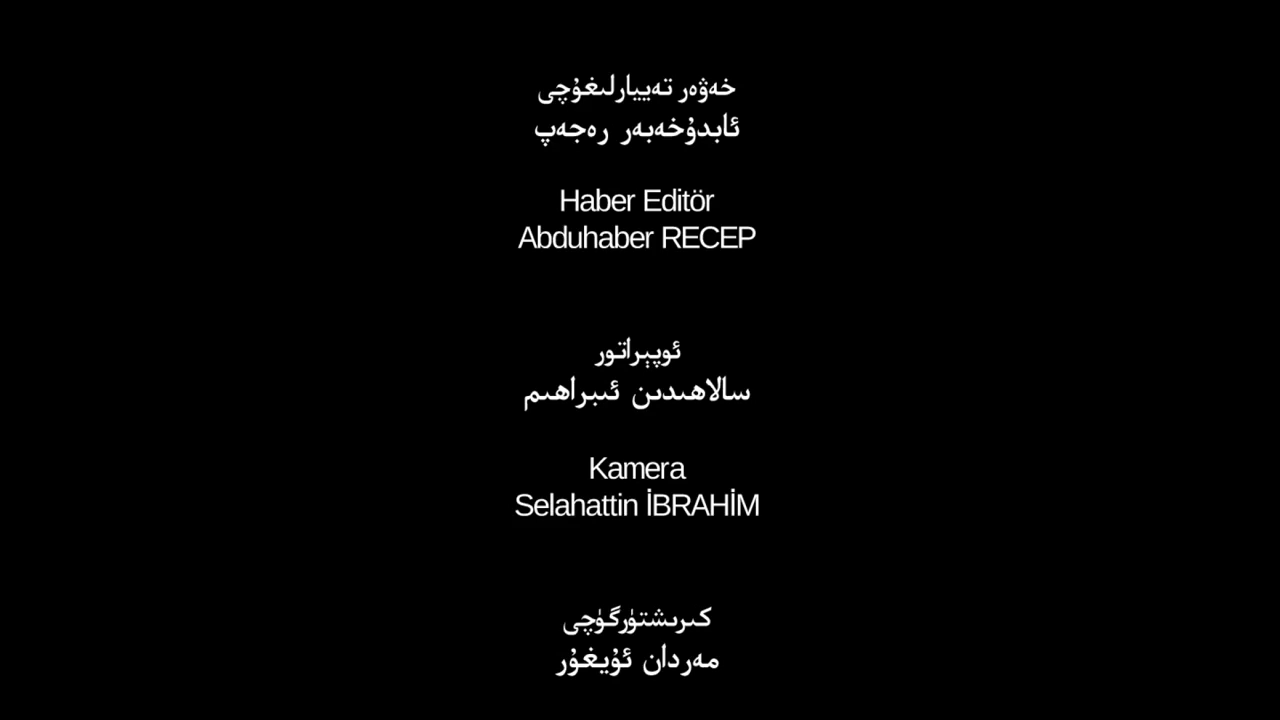 خەۋەر تەييارلىغۇچى
ئابدۇخەبەر رەجەپ
Haber Editör
Abduhaber RECEP
ئوپېراتور
سالاھىدىن ئىبراھىم
Kamera
Selahattin İBRAHİM
كىرىشتۈرگۈچى
مەردان ئۇيغۇر